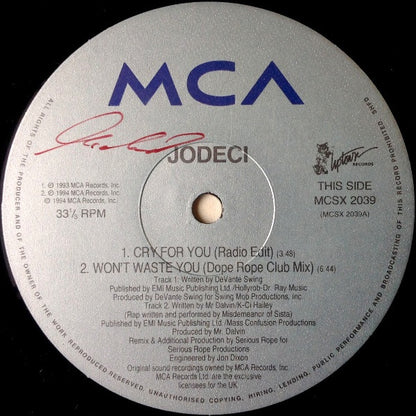 MCA
JODECI
Uptown
RECORDS
1. ℗ 1993 MCA Records, Inc.
2. ℗ 1994 MCA Records, Inc.
© 1994 MCA Records, Inc.
33⅓ RPM
THIS SIDE
MCSX 2039
(MCSX 2039A)
1. CRY FOR YOU (Radio Edit) (3.48)
2. WON'T WASTE YOU (Dope Rope Club Mix) (6.44)
Track 1. Written by DeVante Swing
Published by EMI Music Publishing Ltd./Hollyrob-Dr. Ray Music
Produced by DeVante Swing for Swing Mob Productions, inc.
Track 2. Written by Mr Dalvin/K-Ci Hailey
(Rap written and performed by Misdemeanor of Sista)
Published by EMI Music Publishing Ltd./Mass Confusion Productions
Produced by Mr. Dalvin
Remix & Additional Production by Serious Rope for
Serious Rope Productions
Engineered by Jon Dixon
Original sound recordings owned by MCA Records, Inc.
MCA Records Ltd. are the exclusive
licensees for the UK
ALL RIGHTS OF THE PRODUCER AND OF THE OWNER OF THE WORK REPRODUCED RESERVED. UNAUTHORISED COPYING, HIRING, LENDING, PUBLIC PERFORMANCE AND BROADCASTING OF THIS RECORD PROHIBITED